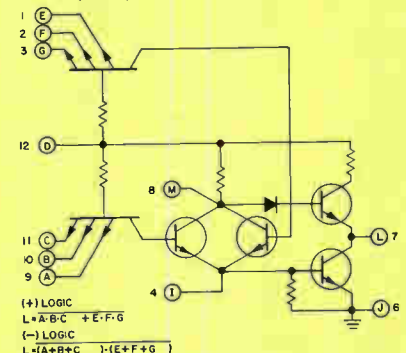 1 E
2 F
3 G
12 D
8 M
11 C
10 B
9 A
4 I
L 7
J 6
(+) LOGIC
L=A·B·C + E·F·G
(-) LOGIC
L=(A+B+C )·(E+F+G )